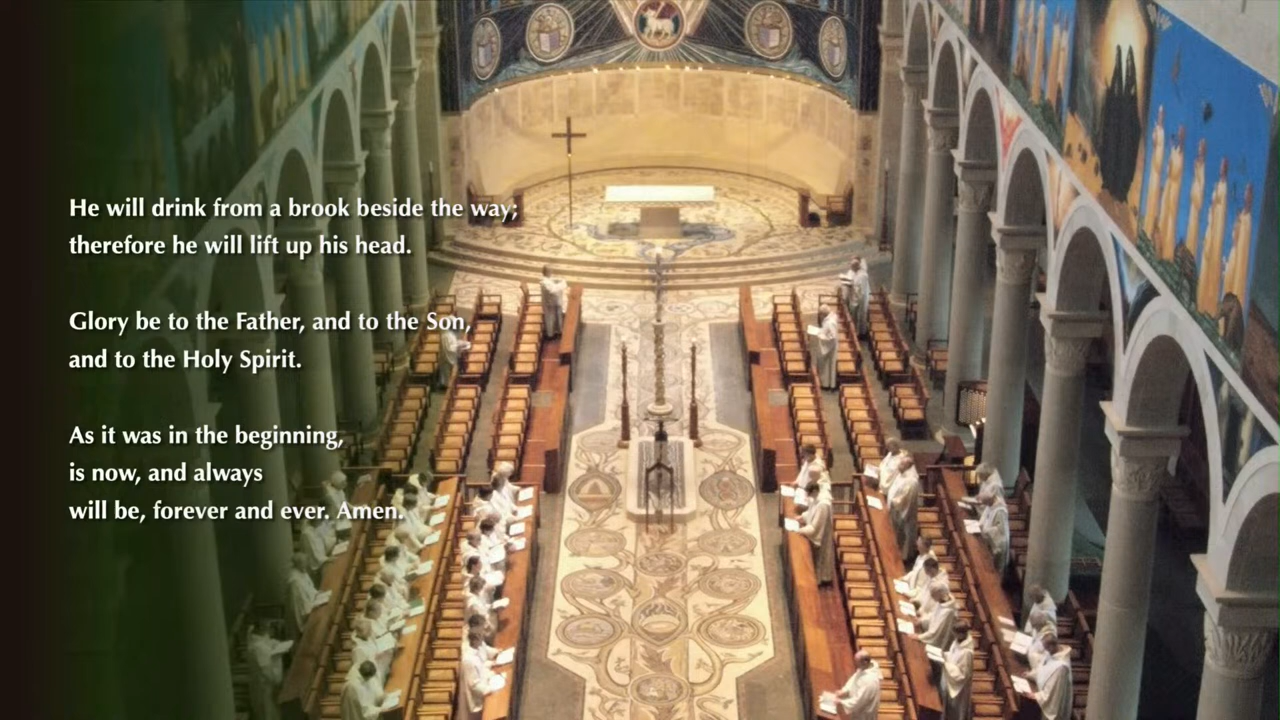 He will drink from a brook beside the way;
therefore he will lift up his head.
Glory be to the Father, and to the Son,
and to the Holy Spirit.
As it was in the beginning,
is now, and always
will be, forever and ever. Amen.